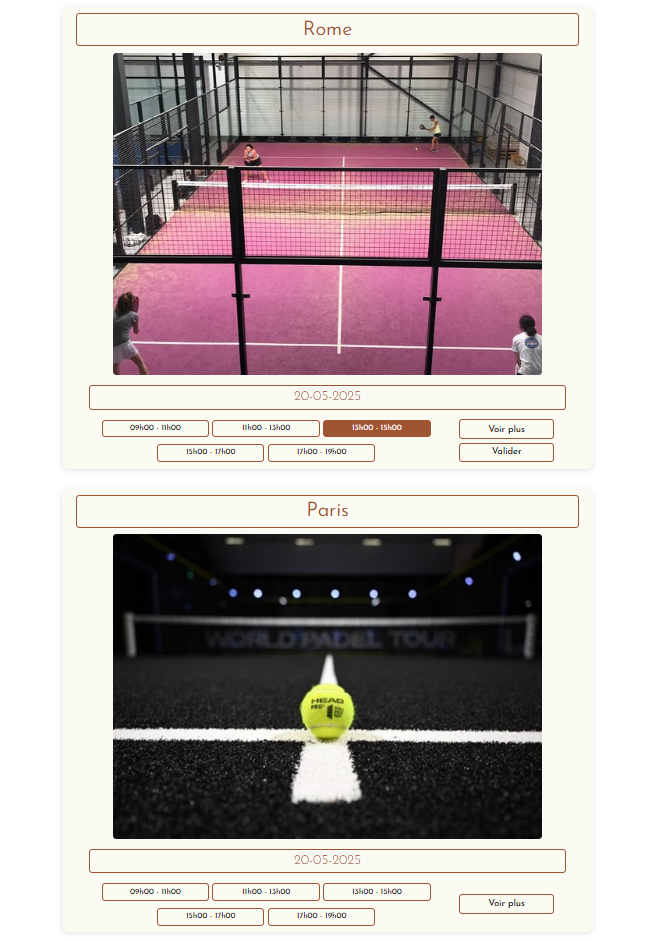 Rome
20-05-2025
09h00 - 11h00 11h00 - 13h00 13h00 - 15h00
15h00 - 17h00 17h00 - 19h00
Voir plus
Valider
Paris
WORLD PADEL TOUR
HEAD
PRO
20-05-2025
09h00 - 11h00 11h00 - 13h00 13h00 - 15h00
15h00 - 17h00 17h00 - 19h00
Voir plus